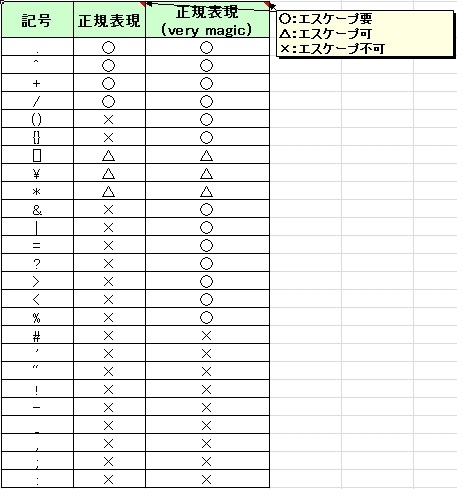 記号 正規表現 正規表現 (very magic)
○:エスケープ要
△:エスケープ可
×:エスケープ不可
. ○ ○
^ ○ ○
+ ○ ○
/ ○ ○
() × ○
{} × ○
[] △ △
¥ △ △
* △ △
& × ○
| × ○
= × ○
? × ○
> × ○
< × ○
% × ○
# × ×
' × ×
" × ×
! × ×
- × ×
_ × ×
, × ×
; × ×
: × ×